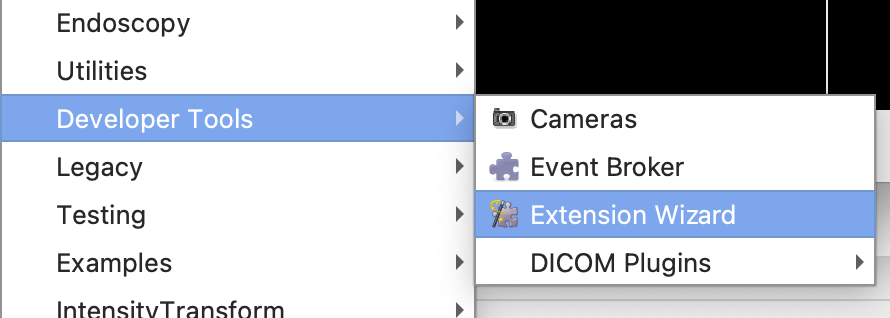 Endoscopy
Utilities
Developer Tools
Legacy
Testing
Examples
IntensityTransform
Cameras
Event Broker
Extension Wizard
DICOM Plugins